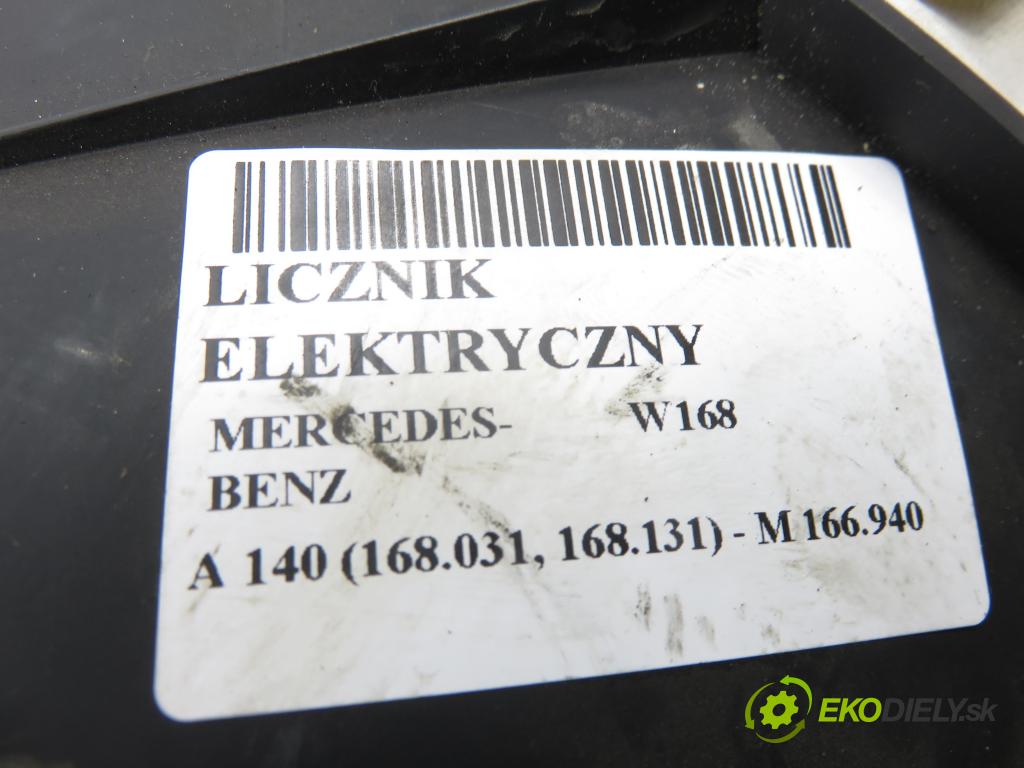 LICZNIK
ELEKTRYCZNY
MERCEDES- W168
BENZ
A 140 (168.031, 168.131) - M 166.940
EKODIELY.sk